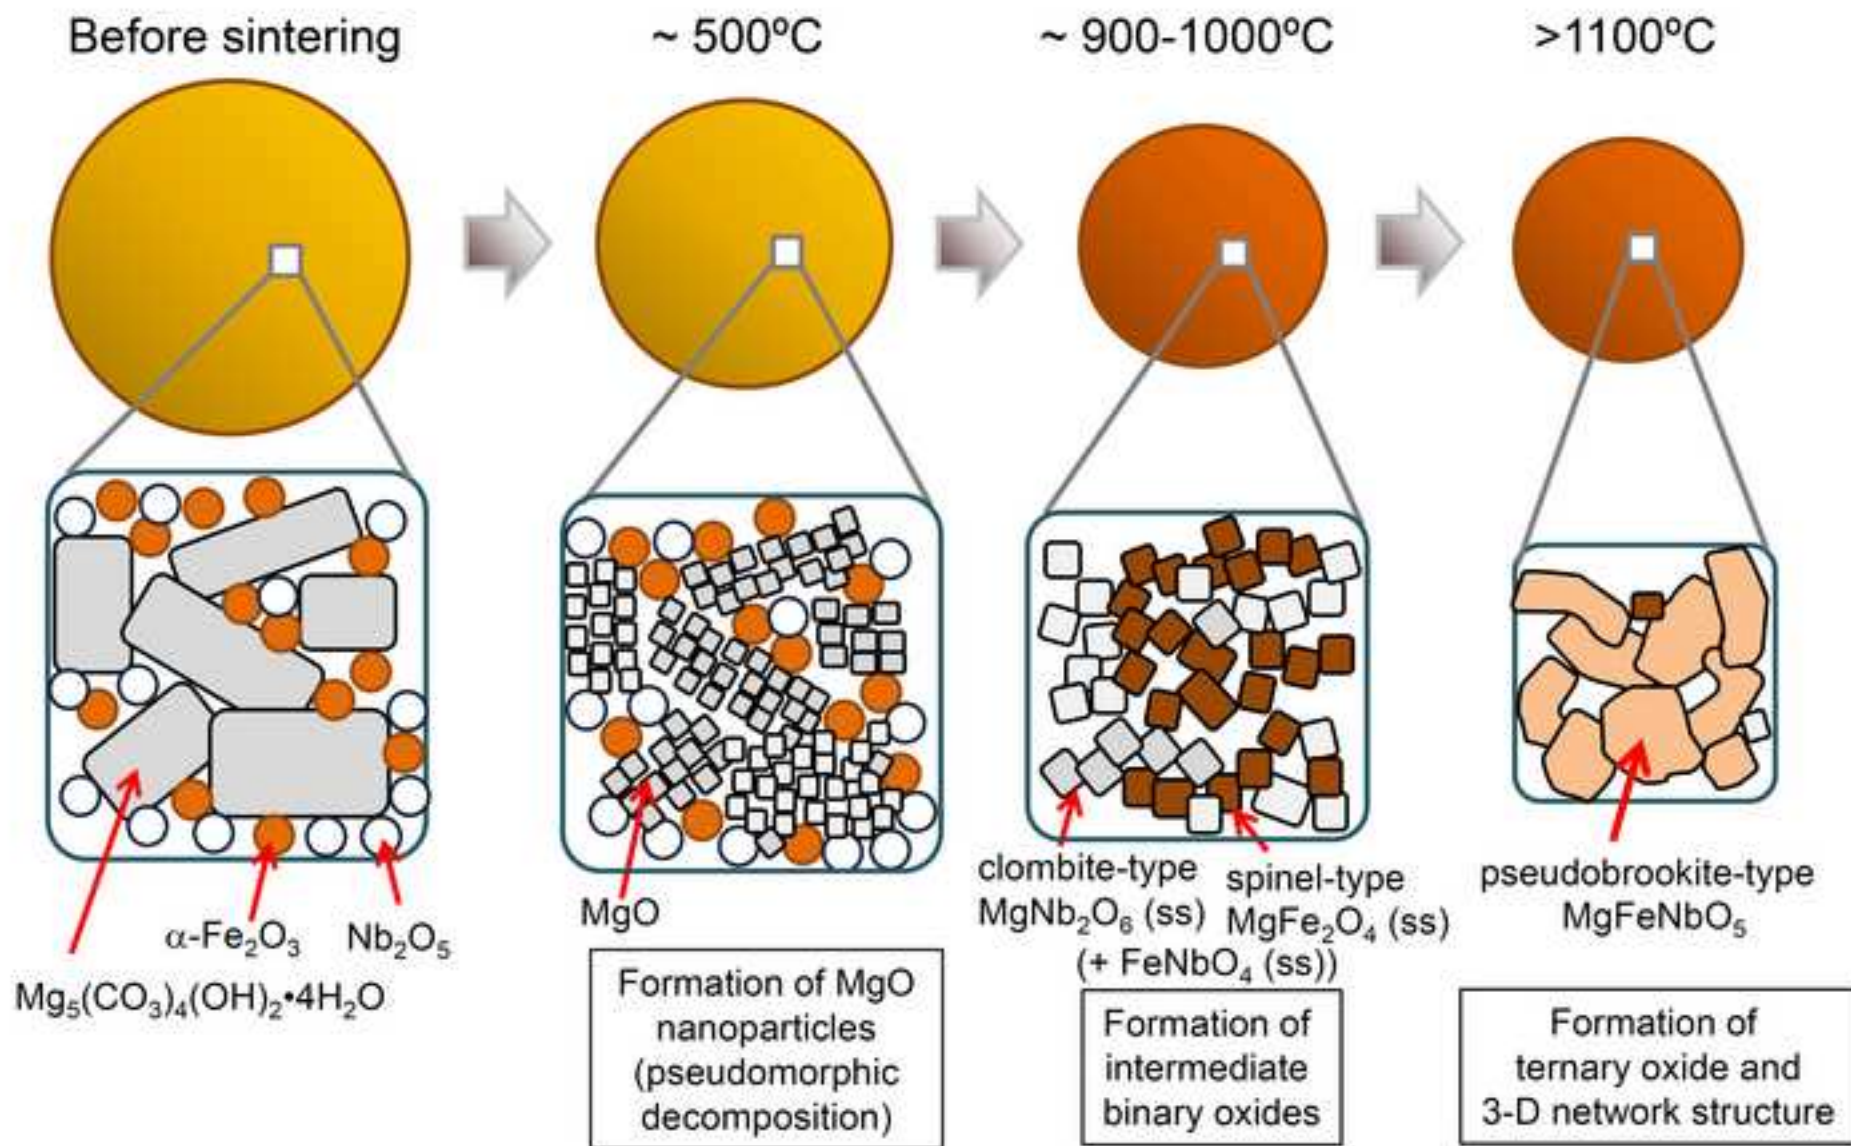 Before sintering
~ 500ºC
~ 900-1000ºC
>1100ºC
α-Fe₂O₃
Nb₂O₅
Mg₅(CO₃)₄(OH)₂•4H₂O
MgO
Formation of MgO
nanoparticles
(pseudomorphic
decomposition)
clombite-type
MgNb₂O₆ (ss)
spinel-type
MgFe₂O₄ (ss)
(+ FeNbO₄ (ss))
Formation of
intermediate
binary oxides
pseudobrookite-type
MgFeNbO₅
Formation of
ternary oxide and
3-D network structure